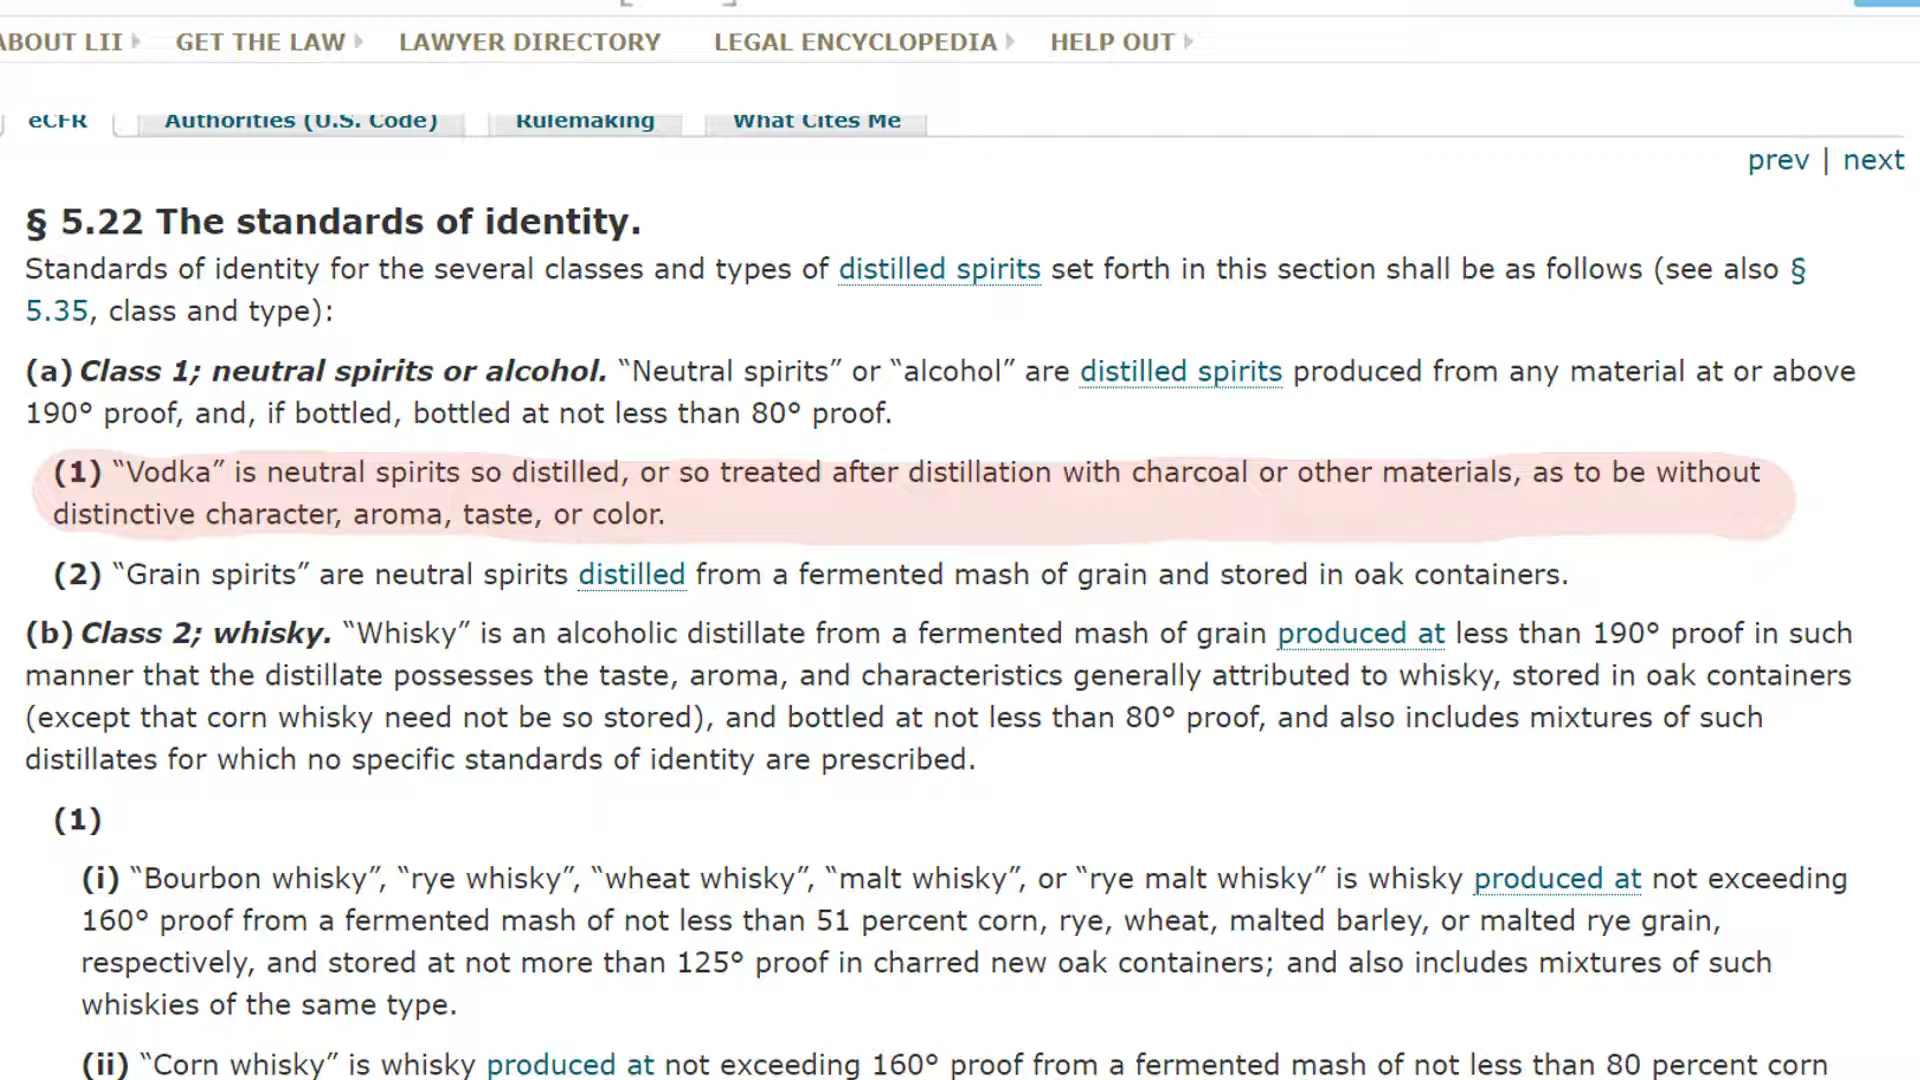 ABOUT LII
GET THE LAW
LAWYER DIRECTORY
LEGAL ENCYCLOPEDIA
HELP OUT
eCFR
Authorities (U.S. Code)
Rulemaking
What Cites Me
prev | next
§ 5.22 The standards of identity.
Standards of identity for the several classes and types of distilled spirits set forth in this section shall be as follows (see also §
5.35, class and type):
(a) Class 1; neutral spirits or alcohol. “Neutral spirits” or “alcohol” are distilled spirits produced from any material at or above
190° proof, and, if bottled, bottled at not less than 80° proof.
(1) “Vodka” is neutral spirits so distilled, or so treated after distillation with charcoal or other materials, as to be without
distinctive character, aroma, taste, or color.
(2) “Grain spirits” are neutral spirits distilled from a fermented mash of grain and stored in oak containers.
(b) Class 2; whisky. “Whisky” is an alcoholic distillate from a fermented mash of grain produced at less than 190° proof in such
manner that the distillate possesses the taste, aroma, and characteristics generally attributed to whisky, stored in oak containers
(except that corn whisky need not be so stored), and bottled at not less than 80° proof, and also includes mixtures of such
distillates for which no specific standards of identity are prescribed.
(1)
(i) “Bourbon whisky”, “rye whisky”, “wheat whisky”, “malt whisky”, or “rye malt whisky” is whisky produced at not exceeding
160° proof from a fermented mash of not less than 51 percent corn, rye, wheat, malted barley, or malted rye grain,
respectively, and stored at not more than 125° proof in charred new oak containers; and also includes mixtures of such
whiskies of the same type.
(ii) “Corn whisky” is whisky produced at not exceeding 160° proof from a fermented mash of not less than 80 percent corn